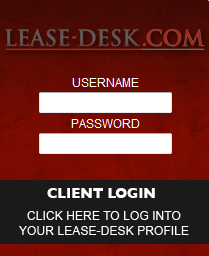 LEASE-DESK.COM
USERNAME
PASSWORD
CLIENT LOGIN
CLICK HERE TO LOG INTO
YOUR LEASE-DESK PROFILE